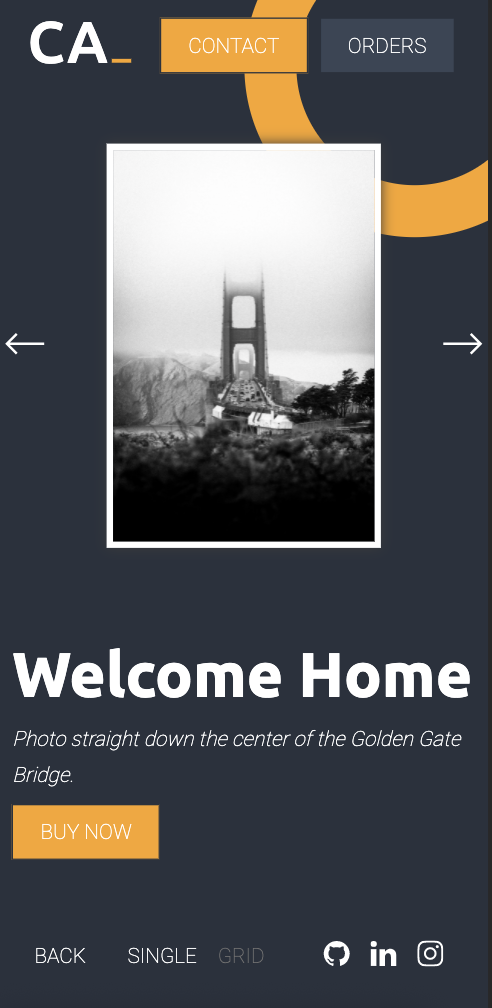 CA_ CONTACT ORDERS
Welcome Home
Photo straight down the center of the Golden Gate
Bridge.
BUY NOW
BACK SINGLE GRID